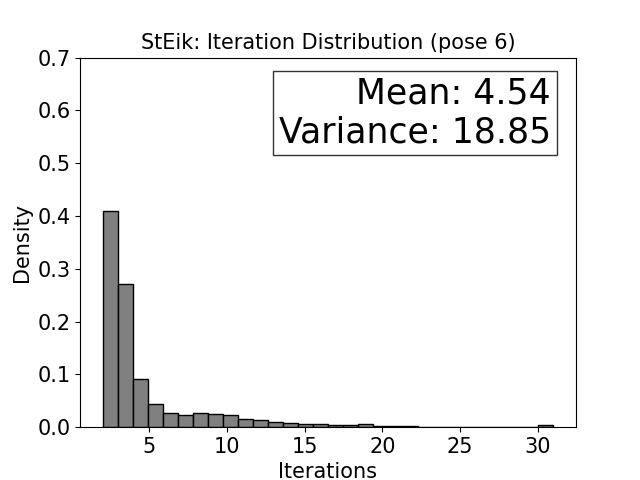 StEik: Iteration Distribution (pose 6)
Mean: 4.54
Variance: 18.85
Density
0.7
0.6
0.5
0.4
0.3
0.2
0.1
0.0
5 10 15 20 25 30
Iterations